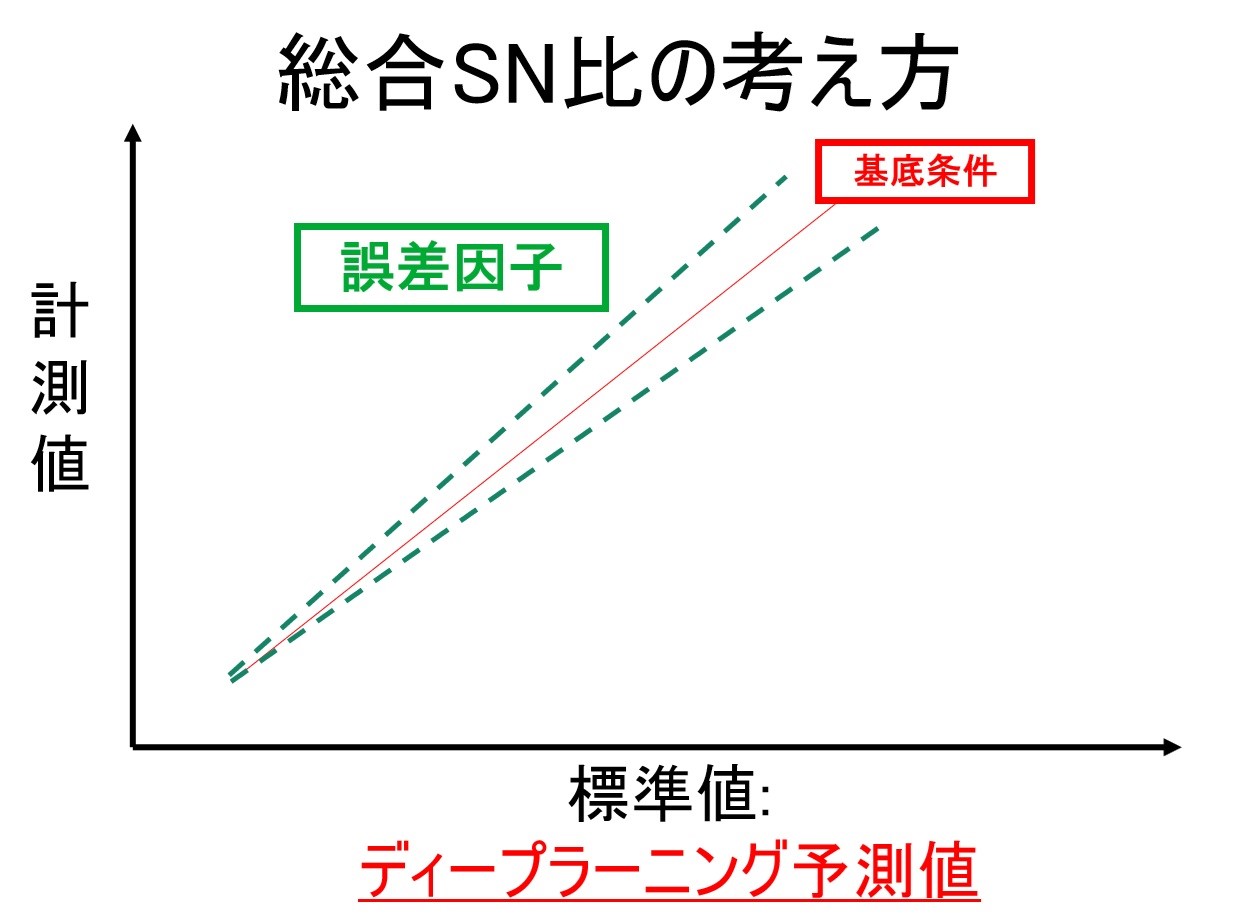 総合SN比の考え方
基底条件
誤差因子
計測値
標準値:
ディープラーニング予測値